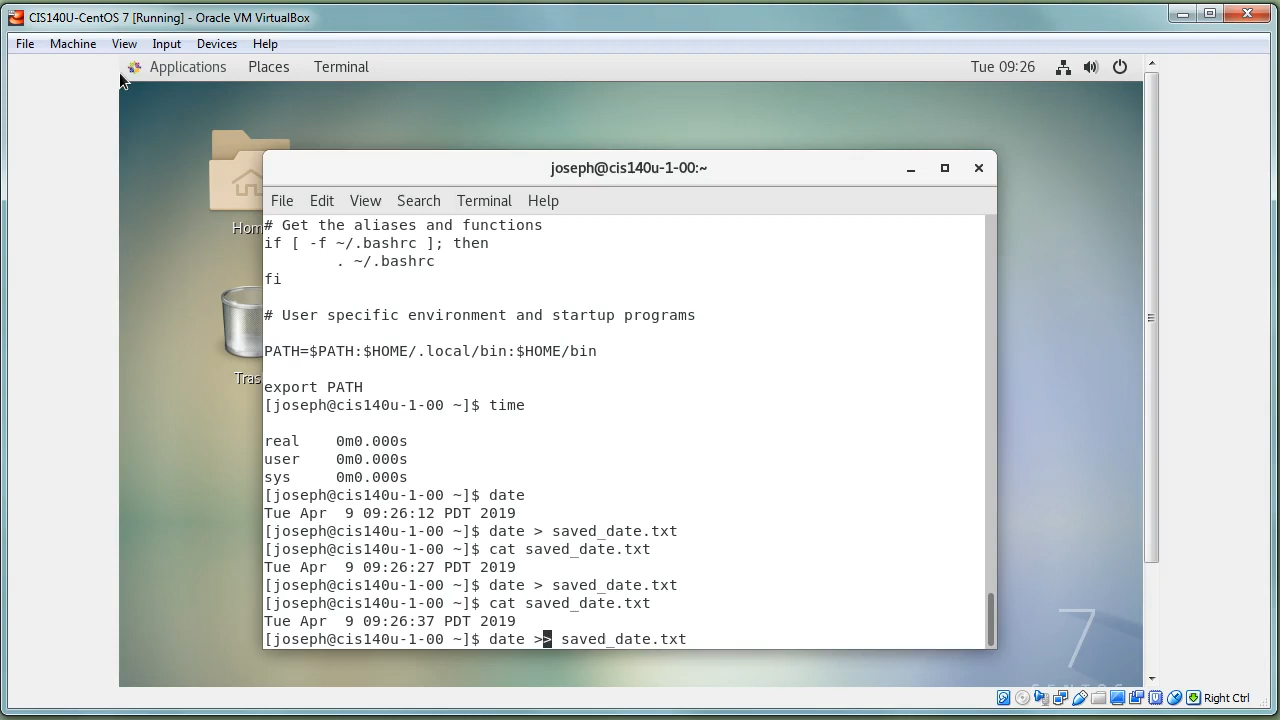 CIS140U-CentOS 7 [Running] - Oracle VM VirtualBox
File Machine View Input Devices Help
Applications Places Terminal Tue 09:26
joseph@cis140u-1-00:~
File Edit View Search Terminal Help
Hom
Tras
# Get the aliases and functions
if [ -f ~/.bashrc ]; then
        . ~/.bashrc
fi
# User specific environment and startup programs
PATH=$PATH:$HOME/.local/bin:$HOME/bin
export PATH
[joseph@cis140u-1-00 ~]$ time
real    0m0.000s
user    0m0.000s
sys     0m0.000s
[joseph@cis140u-1-00 ~]$ date
Tue Apr  9 09:26:12 PDT 2019
[joseph@cis140u-1-00 ~]$ date > saved_date.txt
[joseph@cis140u-1-00 ~]$ cat saved_date.txt
Tue Apr  9 09:26:27 PDT 2019
[joseph@cis140u-1-00 ~]$ date > saved_date.txt
[joseph@cis140u-1-00 ~]$ cat saved_date.txt
Tue Apr  9 09:26:37 PDT 2019
[joseph@cis140u-1-00 ~]$ date >> saved_date.txt
7
Right Ctrl